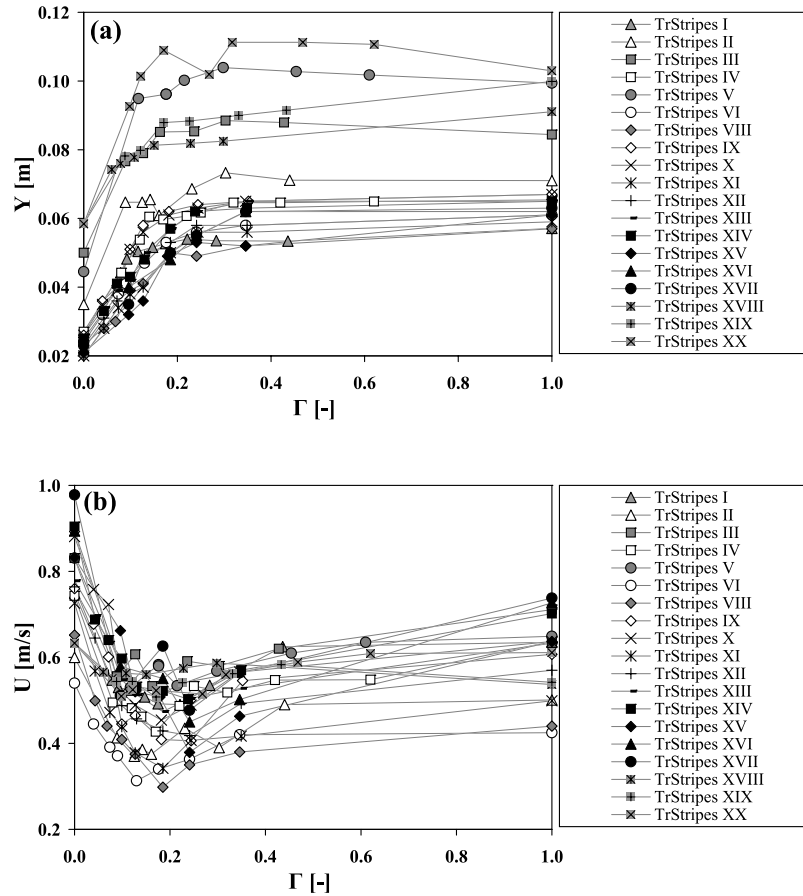 (a)
Y [m]
0.12
0.10
0.08
0.06
0.04
0.02
0.0 0.2 0.4 0.6 0.8 1.0
Γ [-]
TrStripes I
TrStripes II
TrStripes III
TrStripes IV
TrStripes V
TrStripes VI
TrStripes VIII
TrStripes IX
TrStripes X
TrStripes XI
TrStripes XII
TrStripes XIII
TrStripes XIV
TrStripes XV
TrStripes XVI
TrStripes XVII
TrStripes XVIII
TrStripes XIX
TrStripes XX
(b)
U [m/s]
1.0
0.8
0.6
0.4
0.2
0.0 0.2 0.4 0.6 0.8 1.0
Γ [-]
TrStripes I
TrStripes II
TrStripes III
TrStripes IV
TrStripes V
TrStripes VI
TrStripes VIII
TrStripes IX
TrStripes X
TrStripes XI
TrStripes XII
TrStripes XIII
TrStripes XIV
TrStripes XV
TrStripes XVI
TrStripes XVII
TrStripes XVIII
TrStripes XIX
TrStripes XX